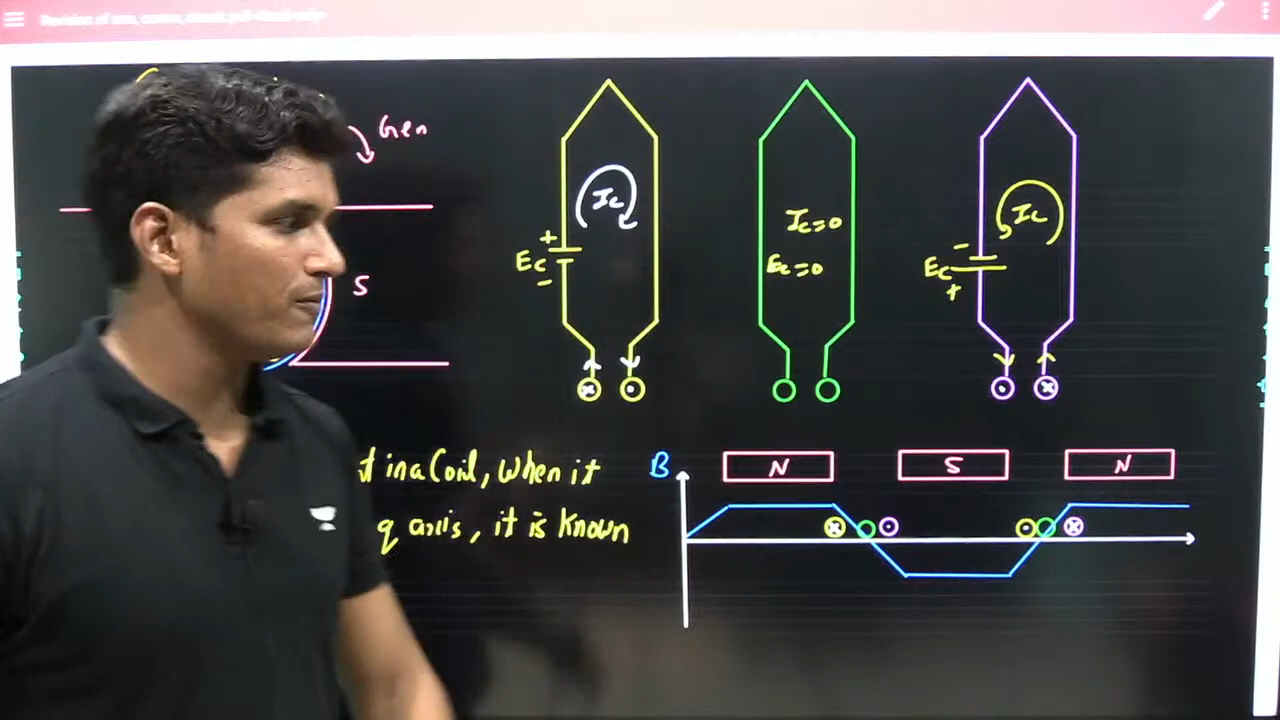 Gen
S
Ic
+
Ec
-
Ic=0
Ec=0
Ic
-
Ec
+
t in a Coil, When it
q axis, it is known
B
N
S
N